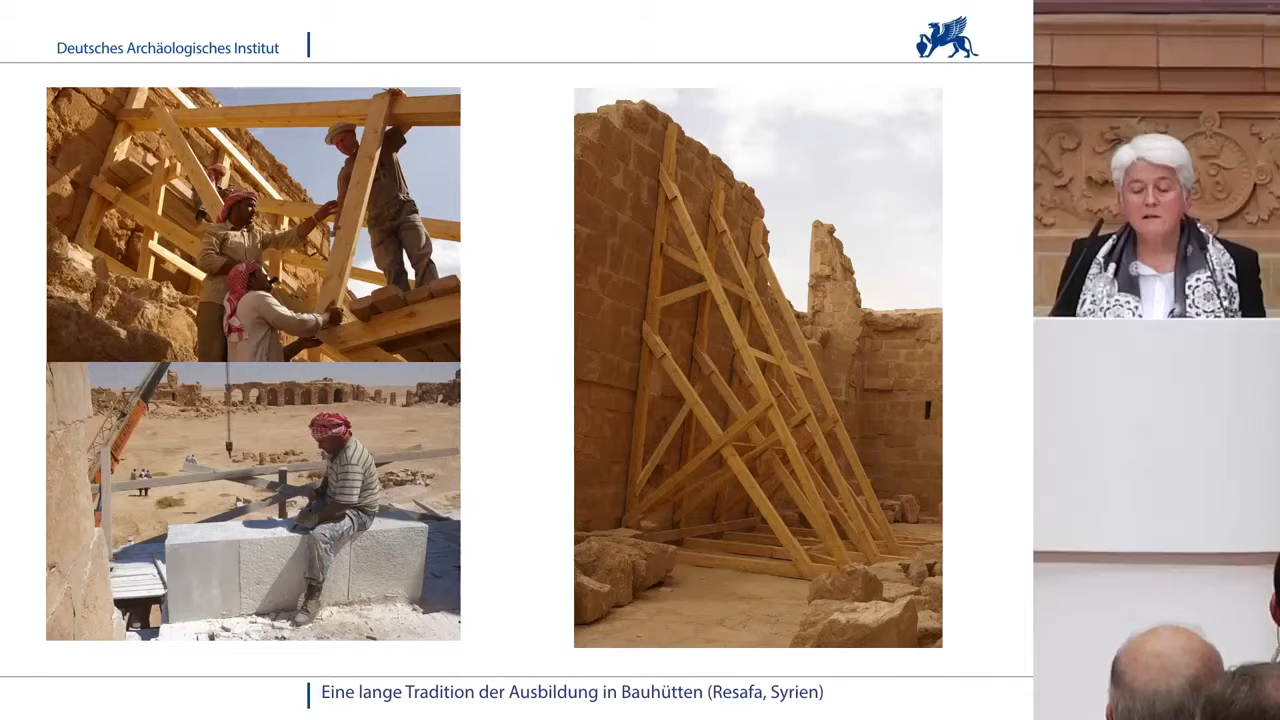 Deutsches Archäologisches Institut
Eine lange Tradition der Ausbildung in Bauhütten (Resafa, Syrien)